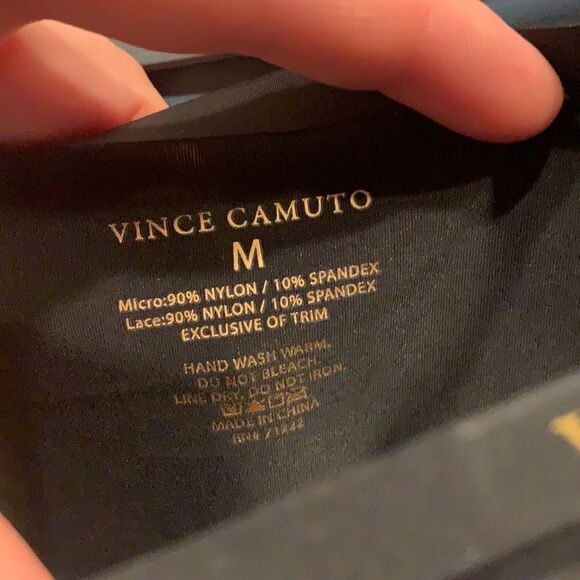 VINCE CAMUTO
M
Micro:90% NYLON / 10% SPANDEX
Lace:90% NYLON / 10% SPANDEX
EXCLUSIVE OF TRIM
HAND WASH WARM.
DO NOT BLEACH.
LINE DRY. DO NOT IRON.
MADE IN CHINA